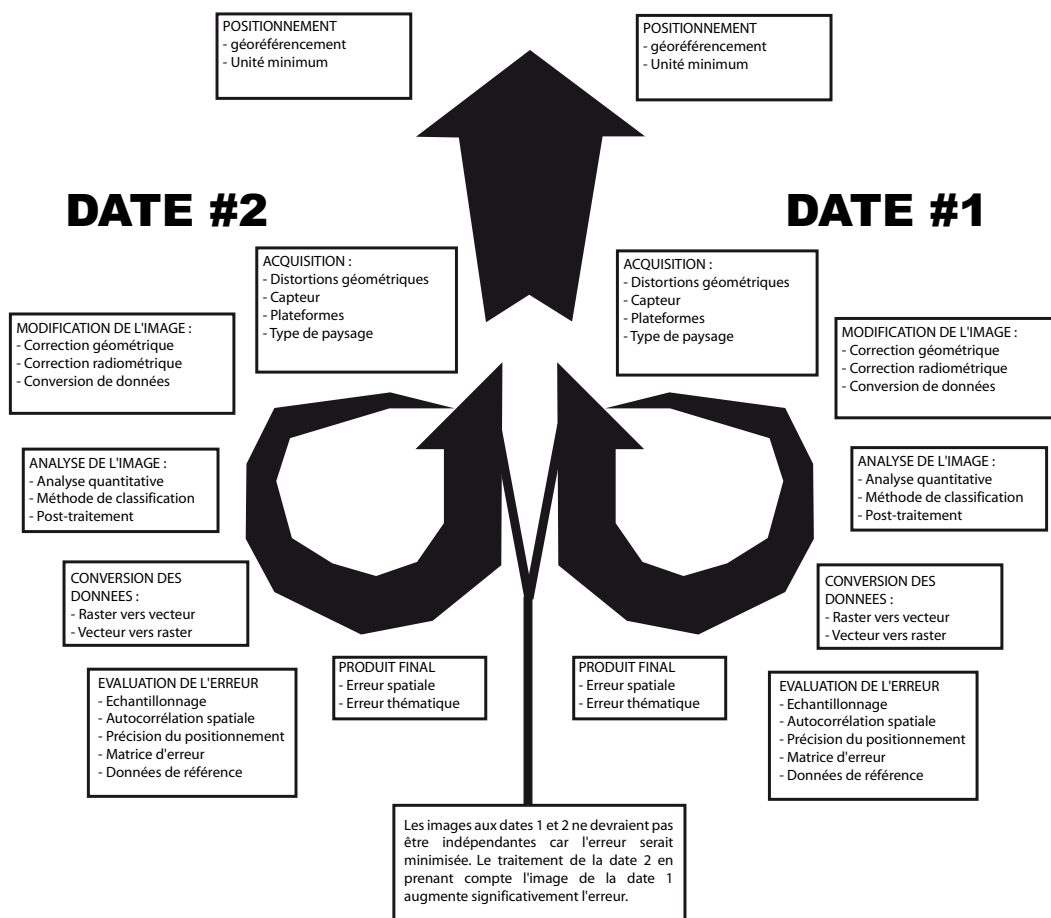 POSITIONNEMENT
- géoréférencement
- Unité minimum
POSITIONNEMENT
- géoréférencement
- Unité minimum
DATE #2
DATE #1
ACQUISITION :
- Distortions géométriques
- Capteur
- Plateformes
- Type de paysage
ACQUISITION :
- Distortions géométriques
- Capteur
- Plateformes
- Type de paysage
MODIFICATION DE L'IMAGE :
- Correction géométrique
- Correction radiométrique
- Conversion de données
MODIFICATION DE L'IMAGE :
- Correction géométrique
- Correction radiométrique
- Conversion de données
ANALYSE DE L'IMAGE :
- Analyse quantitative
- Méthode de classification
- Post-traitement
ANALYSE DE L'IMAGE :
- Analyse quantitative
- Méthode de classification
- Post-traitement
CONVERSION DES
DONNEES :
- Raster vers vecteur
- Vecteur vers raster
CONVERSION DES
DONNEES :
- Raster vers vecteur
- Vecteur vers raster
EVALUATION DE L'ERREUR
- Echantillonnage
- Autocorrélation spatiale
- Précision du positionnement
- Matrice d'erreur
- Données de référence
PRODUIT FINAL
- Erreur spatiale
- Erreur thématique
PRODUIT FINAL
- Erreur spatiale
- Erreur thématique
EVALUATION DE L'ERREUR
- Echantillonnage
- Autocorrélation spatiale
- Précision du positionnement
- Matrice d'erreur
- Données de référence
Les images aux dates 1 et 2 ne devraient pas
être indépendantes car l'erreur serait
minimisée. Le traitement de la date 2 en
prenant compte l'image de la date 1
augmente significativement l'erreur.